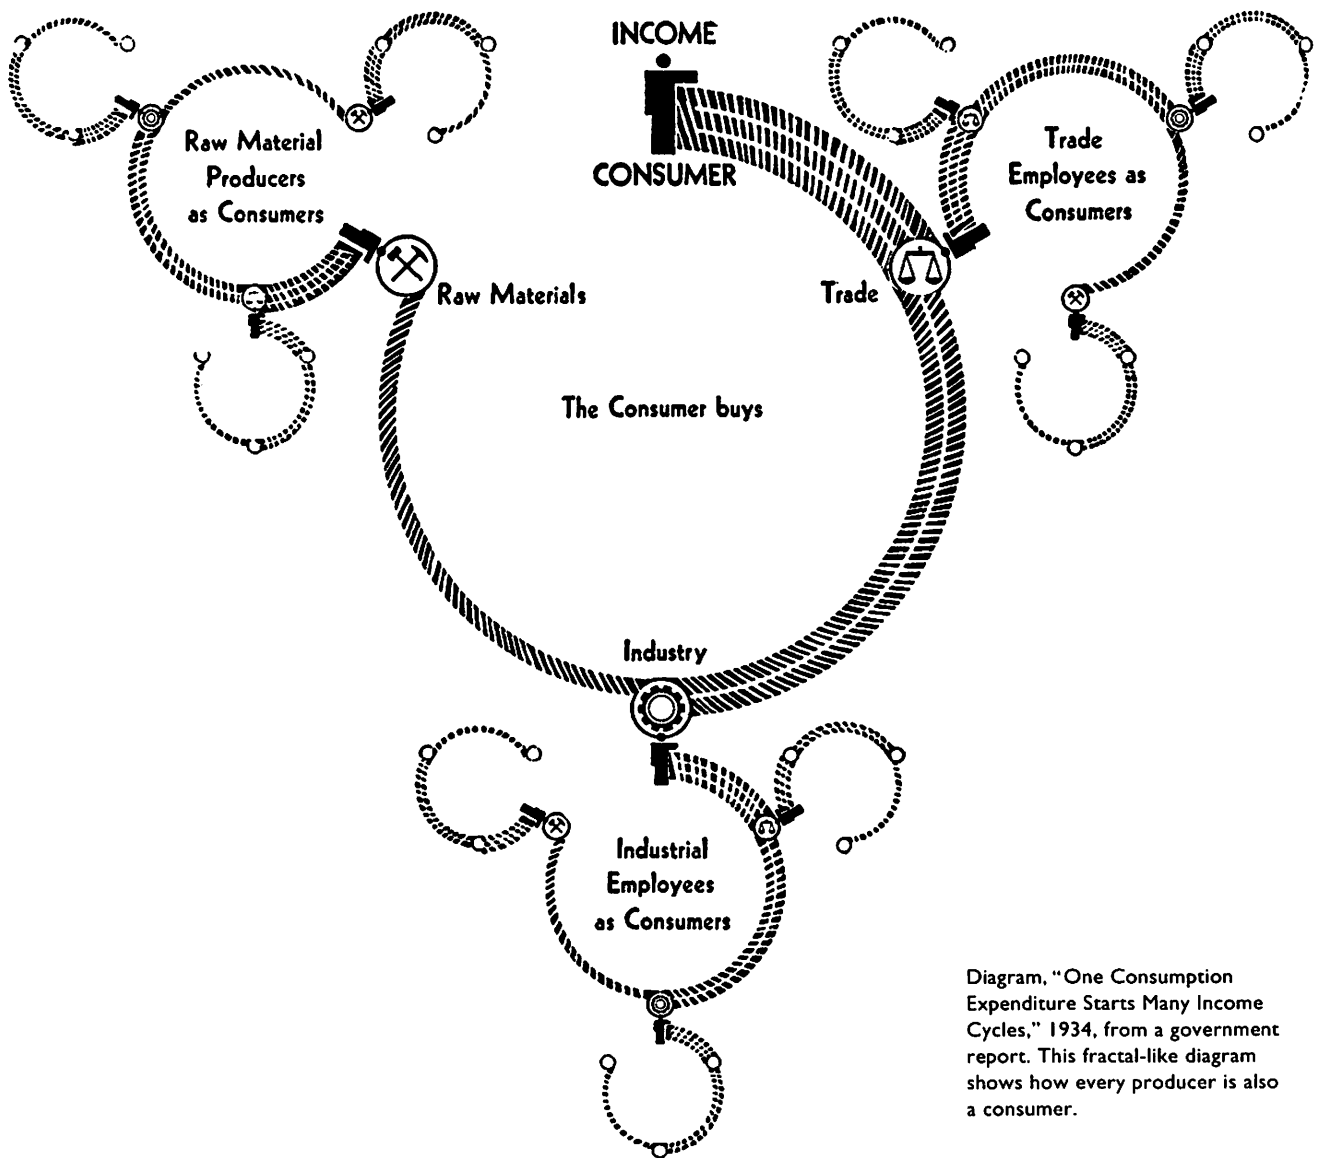 INCOME
CONSUMER
Raw Material
Producers
as Consumers
Trade
Employees as
Consumers
Raw Materials
Trade
The Consumer buys
Industry
Industrial
Employees
as Consumers
Diagram, “One Consumption
Expenditure Starts Many Income
Cycles,” 1934, from a government
report. This fractal-like diagram
shows how every producer is also
a consumer.